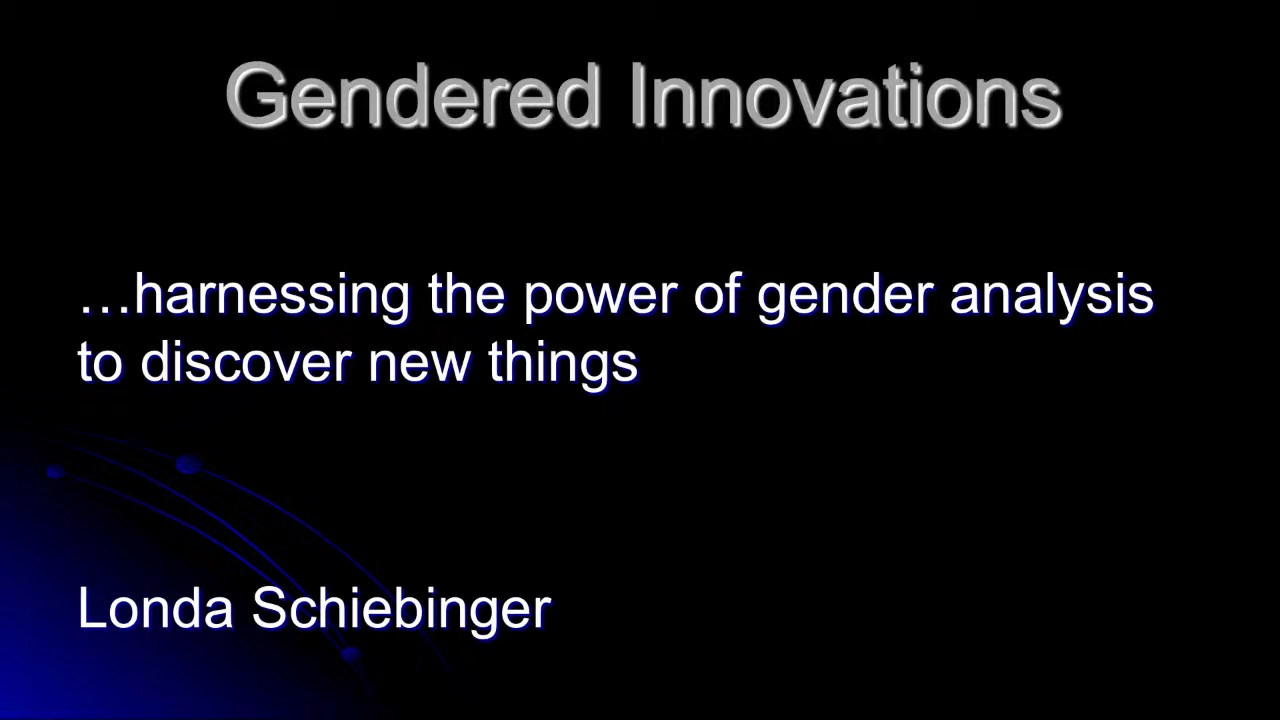 Gendered Innovations
…harnessing the power of gender analysis
to discover new things
Londa Schiebinger